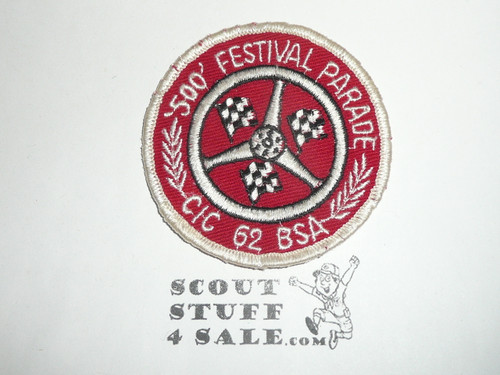 '500' FESTIVAL PARADE
CIC 62 BSA
SCOUT
STUFF
4 SALE.COM